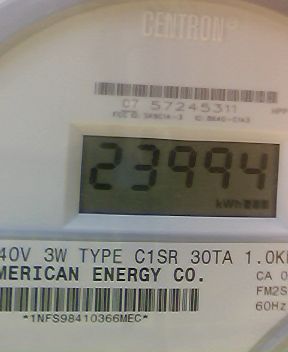 CENTRON
07 57245311
23994
kWh
40V 3W TYPE C1SR 30TA 1.0K
MERICAN ENERGY CO.
CA 0
FM2S
60Hz
*1NFS98410366MEC*